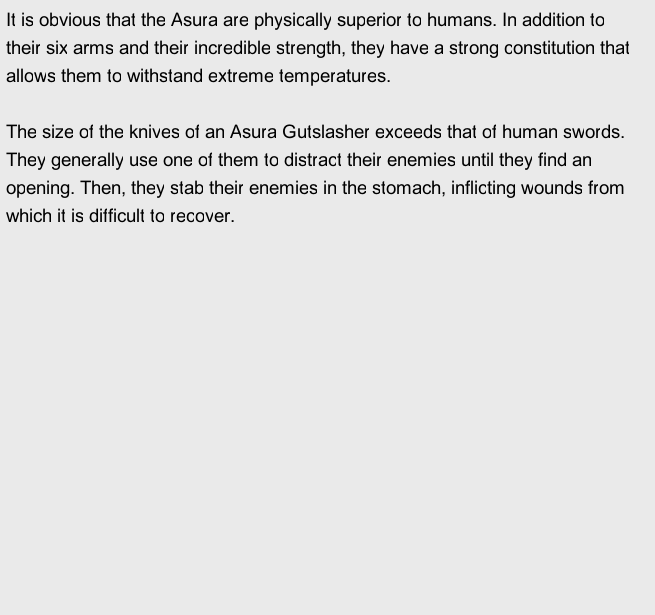 It is obvious that the Asura are physically superior to humans. In addition to
their six arms and their incredible strength, they have a strong constitution that
allows them to withstand extreme temperatures.
The size of the knives of an Asura Gutslasher exceeds that of human swords.
They generally use one of them to distract their enemies until they find an
opening. Then, they stab their enemies in the stomach, inflicting wounds from
which it is difficult to recover.